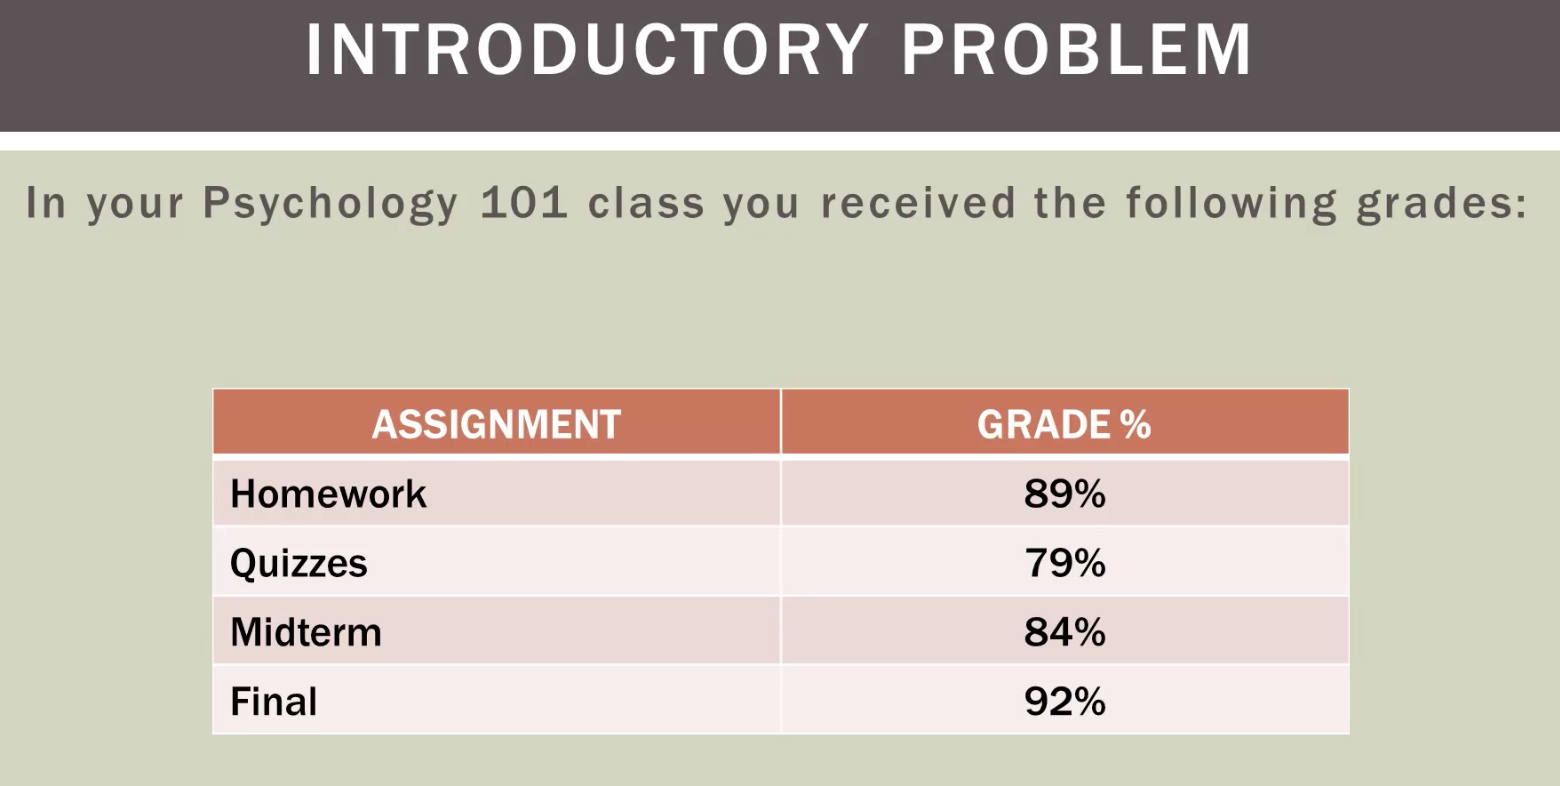 INTRODUCTORY PROBLEM
In your Psychology 101 class you received the following grades:
ASSIGNMENT GRADE %
Homework 89%
Quizzes 79%
Midterm 84%
Final 92%